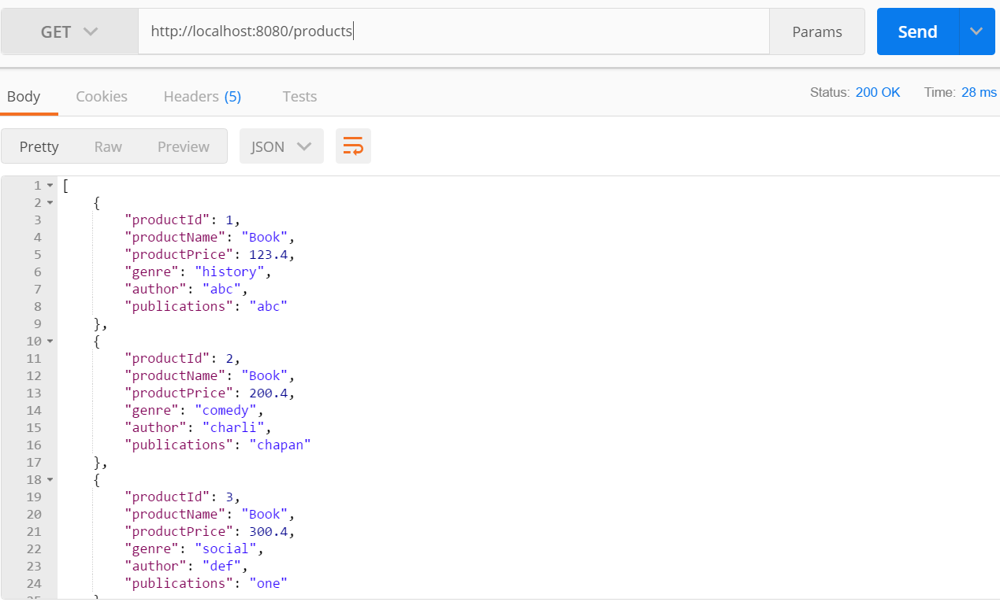 GET http://localhost:8080/products Params Send
Body Cookies Headers (5) Tests Status: 200 OK Time: 28 ms
Pretty Raw Preview JSON
1 [
2 {
3 "productId": 1,
4 "productName": "Book",
5 "productPrice": 123.4,
6 "genre": "history",
7 "author": "abc",
8 "publications": "abc"
9 },
10 {
11 "productId": 2,
12 "productName": "Book",
13 "productPrice": 200.4,
14 "genre": "comedy",
15 "author": "charli",
16 "publications": "chapan"
17 },
18 {
19 "productId": 3,
20 "productName": "Book",
21 "productPrice": 300.4,
22 "genre": "social",
23 "author": "def",
24 "publications": "one"